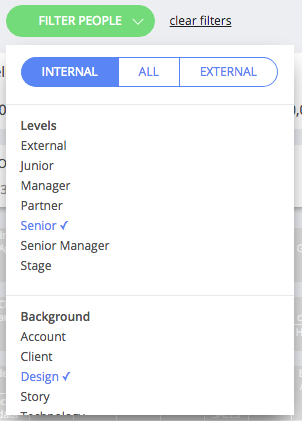 FILTER PEOPLE clear filters
INTERNAL ALL EXTERNAL
Levels
External
Junior
Manager
Partner
Senior ✓
Senior Manager
Stage
Background
Account
Client
Design ✓
Story
Technology